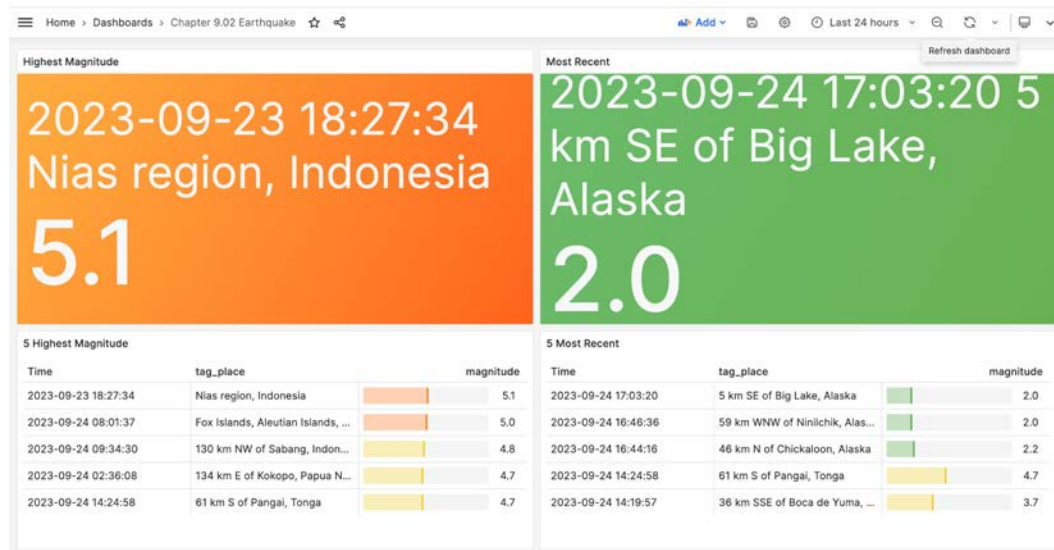 Home > Dashboards > Chapter 9.02 Earthquake
Add
Last 24 hours
Refresh dashboard
Highest Magnitude
2023-09-23 18:27:34
Nias region, Indonesia
5.1
Most Recent
2023-09-24 17:03:20 5
km SE of Big Lake,
Alaska
2.0
5 Highest Magnitude
Time tag_place magnitude
2023-09-23 18:27:34 Nias region, Indonesia 5.1
2023-09-24 08:01:37 Fox Islands, Aleutian Islands, ... 5.0
2023-09-24 09:34:30 130 km NW of Sabang, Indon... 4.8
2023-09-24 02:36:08 134 km E of Kokopo, Papua N... 4.7
2023-09-24 14:24:58 61 km S of Pangai, Tonga 4.7
5 Most Recent
Time tag_place magnitude
2023-09-24 17:03:20 5 km SE of Big Lake, Alaska 2.0
2023-09-24 16:46:36 59 km WNW of Ninilchik, Alas... 2.0
2023-09-24 16:44:16 46 km N of Chickaloon, Alaska 2.2
2023-09-24 14:24:58 61 km S of Pangai, Tonga 4.7
2023-09-24 14:19:57 36 km SSE of Boca de Yuma, ... 3.7